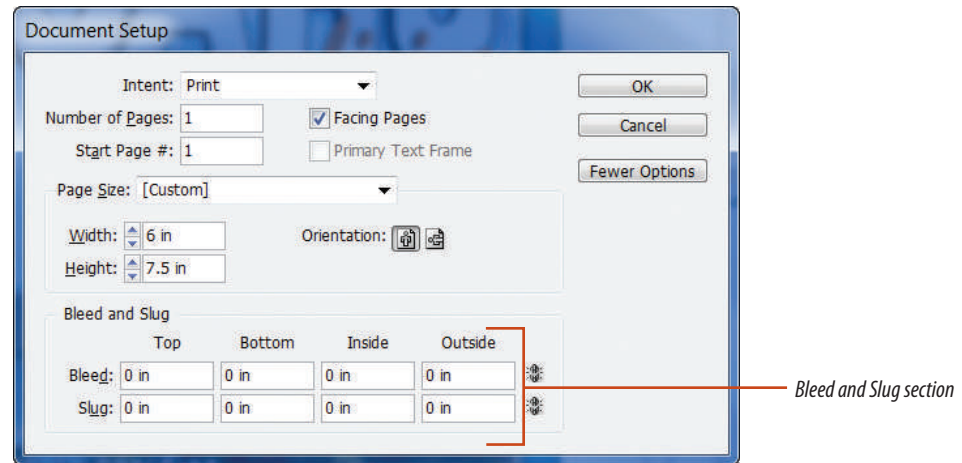 Document Setup
Intent: Print
OK
Number of Pages: 1
Facing Pages
Cancel
Start Page #: 1
Primary Text Frame
Fewer Options
Page Size: [Custom]
Width: 6 in
Orientation:
Height: 7.5 in
Bleed and Slug
Top Bottom Inside Outside
Bleed: 0 in 0 in 0 in 0 in
Slug: 0 in 0 in 0 in 0 in
Bleed and Slug section